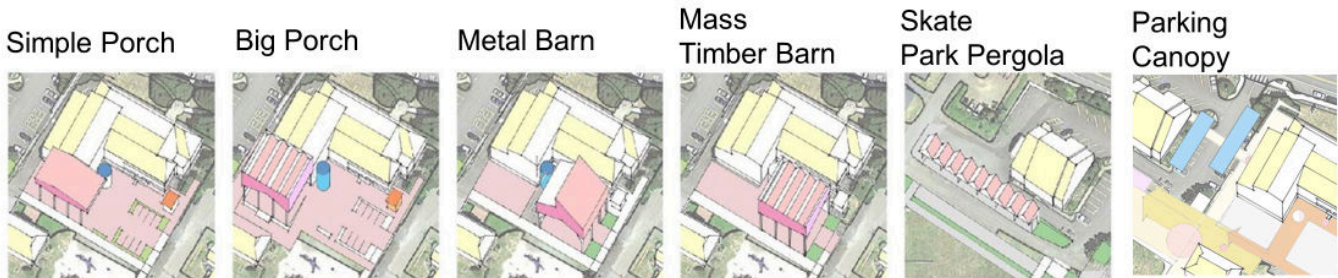 Simple Porch
Big Porch
Metal Barn
Mass
Timber Barn
Skate
Park Pergola
Parking
Canopy